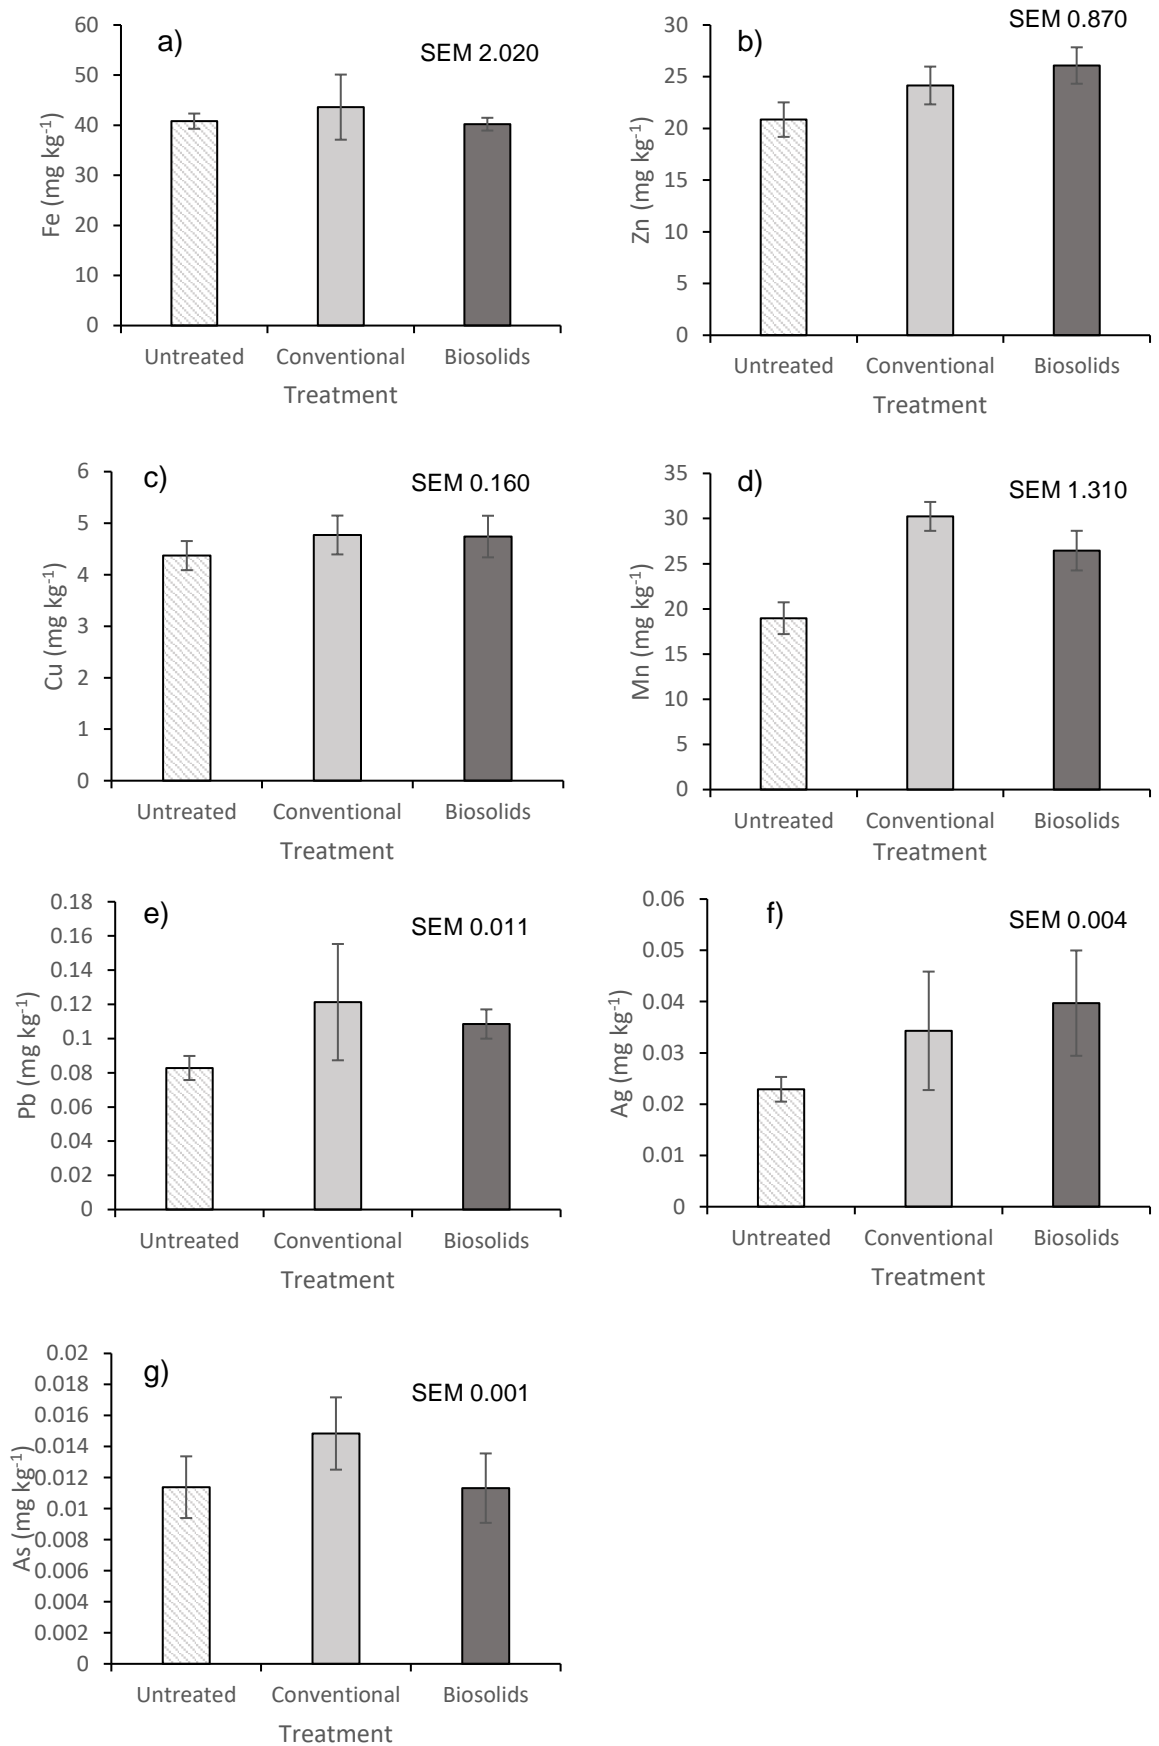 a)
SEM 2.020
60
50
40
30
20
10
0
Fe (mg kg-1)
Untreated Conventional Biosolids
Treatment
b)
SEM 0.870
30
25
20
15
10
5
0
Zn (mg kg-1)
Untreated Conventional Biosolids
Treatment
c)
SEM 0.160
6
5
4
3
2
1
0
Cu (mg kg-1)
Untreated Conventional Biosolids
Treatment
d)
SEM 1.310
35
30
25
20
15
10
5
0
Mn (mg kg-1)
Untreated Conventional Biosolids
Treatment
e)
SEM 0.011
0.18
0.16
0.14
0.12
0.1
0.08
0.06
0.04
0.02
0
Pb (mg kg-1)
Untreated Conventional Biosolids
Treatment
f)
SEM 0.004
0.06
0.05
0.04
0.03
0.02
0.01
0
Ag (mg kg-1)
Untreated Conventional Biosolids
Treatment
g)
SEM 0.001
0.02
0.018
0.016
0.014
0.012
0.01
0.008
0.006
0.004
0.002
0
As (mg kg-1)
Untreated Conventional Biosolids
Treatment